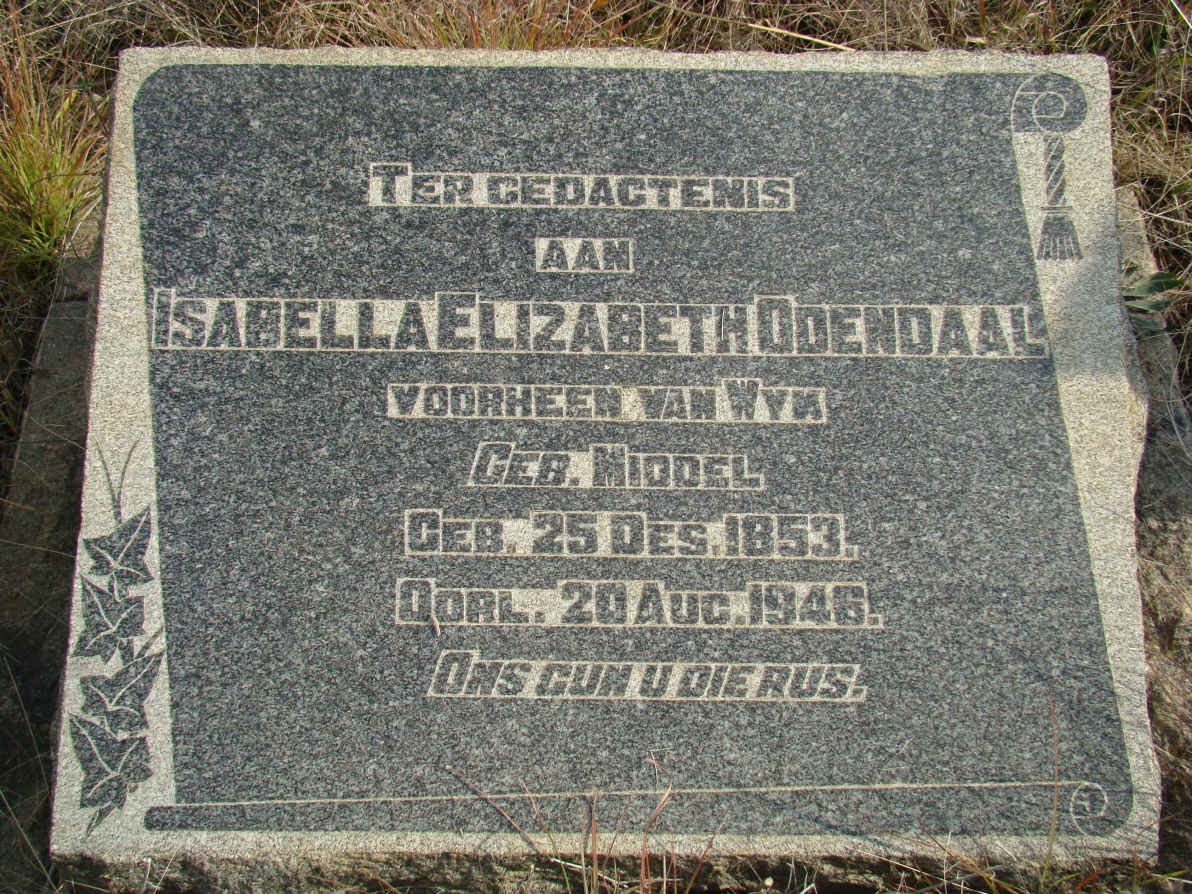 TER GEDACTENIS
AAN
ISABELLA ELIZABETH ODENDAAL
VOORHEEN VAN WYK
GEB. NIDDEL
GEB. 25 DES. 1853.
OORL. 20 AUG. 1946.
ONS GUN U DIE RUS.